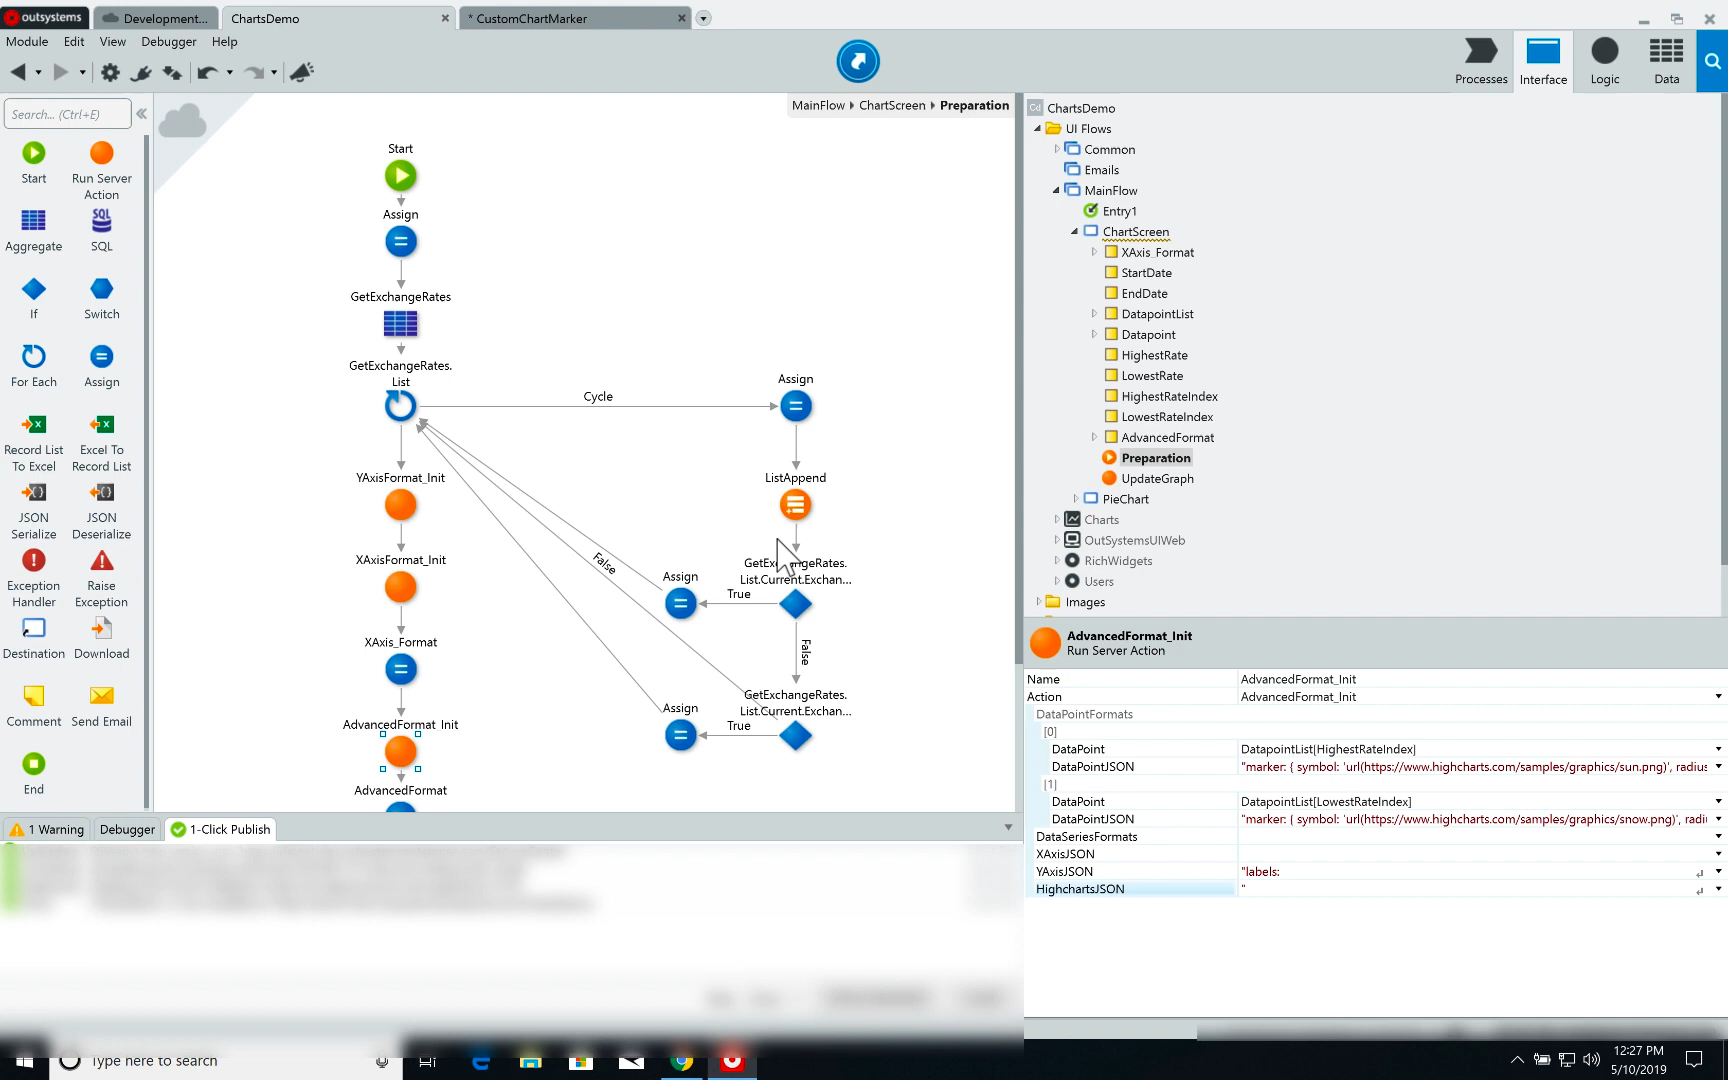 outsystems
Development...
ChartsDemo
* CustomChartMarker
Module
Edit
View
Debugger
Help
Processes
Interface
Logic
Data
Search... (Ctrl+E)
Start
Run Server
Action
Aggregate
SQL
SQL
If
Switch
For Each
Assign
Record List
To Excel
Excel To
Record List
JSON
Serialize
JSON
Deserialize
Exception
Handler
Raise
Exception
Destination
Download
Comment
Send Email
End
MainFlow
ChartScreen
Preparation
Start
Assign
GetExchangeRates
GetExchangeRates.
List
Cycle
Assign
YAxisFormat_Init
ListAppend
XAxisFormat_Init
False
Assign
True
GetExchangeRates.
List.Current.Exchan...
False
XAxis_Format
AdvancedFormat_Init
Assign
True
GetExchangeRates.
List.Current.Exchan...
AdvancedFormat
1 Warning
Debugger
1-Click Publish
Cd ChartsDemo
UI Flows
Common
Emails
MainFlow
Entry1
ChartScreen
XAxis_Format
StartDate
EndDate
DatapointList
Datapoint
HighestRate
LowestRate
HighestRateIndex
LowestRateIndex
AdvancedFormat
Preparation
UpdateGraph
PieChart
Charts
OutSystemsUIWeb
RichWidgets
Users
Images
AdvancedFormat_Init
Run Server Action
Name AdvancedFormat_Init
Action AdvancedFormat_Init
DataPointFormats
[0]
DataPoint DatapointList[HighestRateIndex]
DataPointJSON "marker: { symbol: 'url(https://www.highcharts.com/samples/graphics/sun.png)', radius
[1]
DataPoint DatapointList[LowestRateIndex]
DataPointJSON "marker: { symbol: 'url(https://www.highcharts.com/samples/graphics/snow.png)', radi
DataSeriesFormats
XAxisJSON
YAxisJSON "labels:
HighchartsJSON "
Type here to search
12:27 PM
5/10/2019